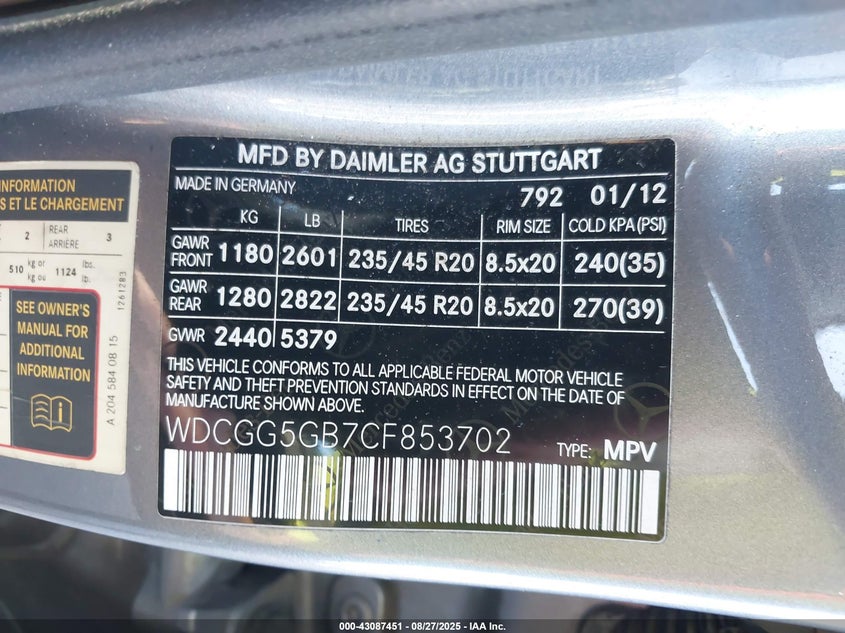 MFD BY DAIMLER AG STUTTGART
MADE IN GERMANY 792 01/12
KG LB TIRES RIM SIZE COLD KPA (PSI)
GAWR FRONT 1180 2601 235/45 R20 8.5x20 240(35)
GAWR REAR 1280 2822 235/45 R20 8.5x20 270(39)
GVWR 2440 5379
THIS VEHICLE CONFORMS TO ALL APPLICABLE FEDERAL MOTOR VEHICLE
SAFETY AND THEFT PREVENTION STANDARDS IN EFFECT ON THE DATE OF
MANUFACTURE SHOWN ABOVE.
WDCGG5GB7CF853702 TYPE: MPV
INFORMATION
ET LE CHARGEMENT
2 REAR ARRIÈRE 3
510 kg or kg ou 1124 lbs. lb.
SEE OWNER'S
MANUAL FOR
ADDITIONAL
INFORMATION
1261283
A 204 584 08 15
000-43087451 - 08/27/2025 - IAA Inc.